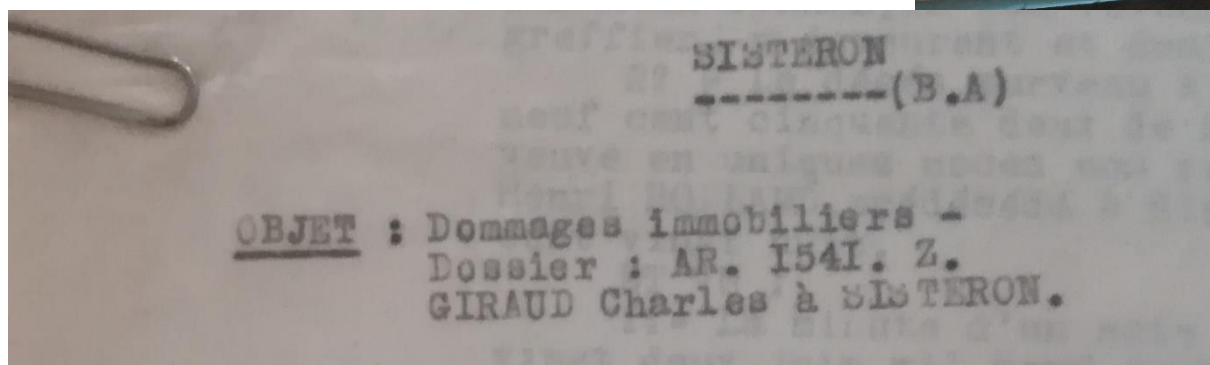 SISTERON
--------(B.A)
OBJET : Dommages immobiliers -
Dossier : AR. I54I. Z.
GIRAUD Charles à SISTERON.